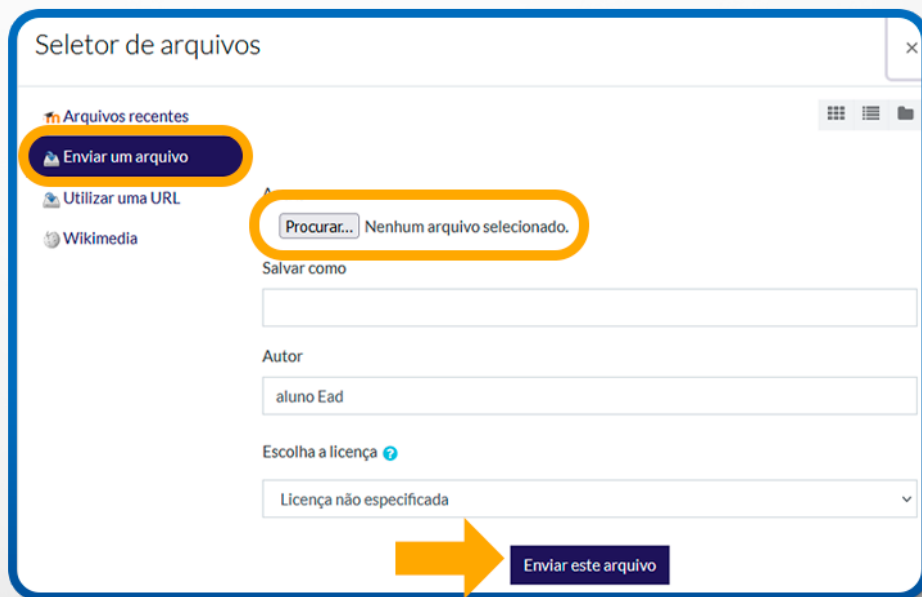 Seletor de arquivos
Arquivos recentes
Enviar um arquivo
Utilizar uma URL
Wikimedia
Procurar... Nenhum arquivo selecionado.
Salvar como
Autor
aluno Ead
Escolha a licença
Licença não especificada
Enviar este arquivo